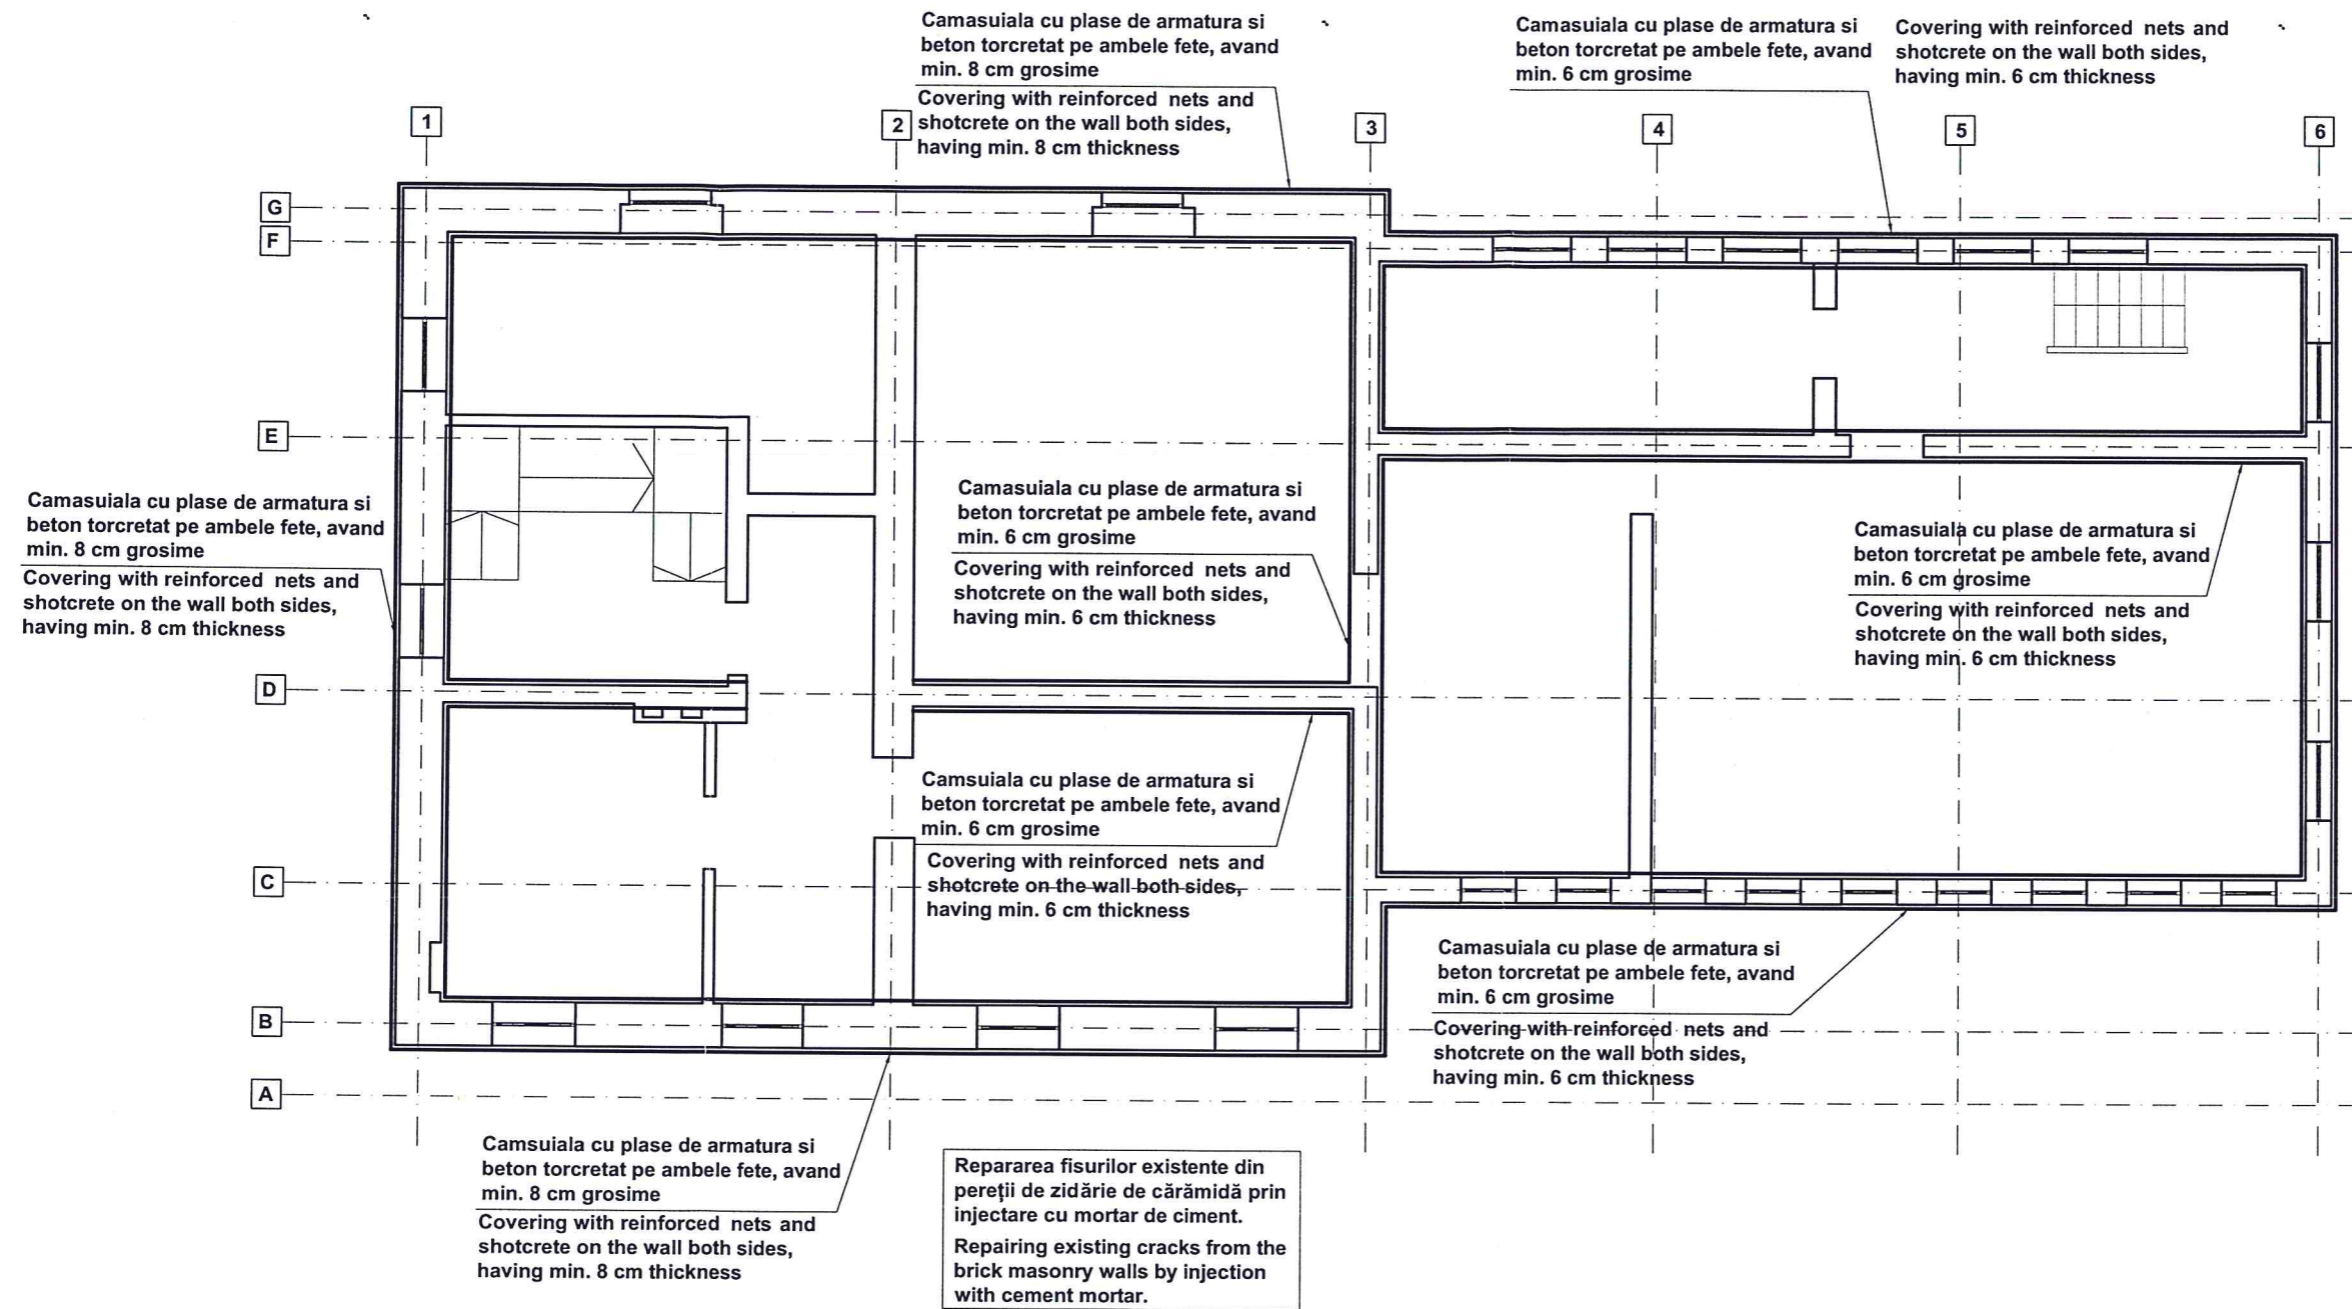 Camasuiala cu plase de armatura si
beton torcretat pe ambele fete, avand
min. 8 cm grosime
Covering with reinforced nets and
shotcrete on the wall both sides,
having min. 8 cm thickness
Camasuiala cu plase de armatura si
beton torcretat pe ambele fete, avand
min. 6 cm grosime
Covering with reinforced nets and
shotcrete on the wall both sides,
having min. 6 cm thickness
1
2
3
4
5
6
G
F
E
D
C
B
A
Camasuiala cu plase de armatura si
beton torcretat pe ambele fete, avand
min. 8 cm grosime
Covering with reinforced nets and
shotcrete on the wall both sides,
having min. 8 cm thickness
Camasuiala cu plase de armatura si
beton torcretat pe ambele fete, avand
min. 6 cm grosime
Covering with reinforced nets and
shotcrete on the wall both sides,
having min. 6 cm thickness
Camasuiala cu plase de armatura si
beton torcretat pe ambele fete, avand
min. 6 cm grosime
Covering with reinforced nets and
shotcrete on the wall both sides,
having min. 6 cm thickness
Camsuiala cu plase de armatura si
beton torcretat pe ambele fete, avand
min. 6 cm grosime
Covering with reinforced nets and
shotcrete on the wall both sides,
having min. 6 cm thickness
Camasuiala cu plase de armatura si
beton torcretat pe ambele fete, avand
min. 6 cm grosime
Covering with reinforced nets and
shotcrete on the wall both sides,
having min. 6 cm thickness
Camsuiala cu plase de armatura si
beton torcretat pe ambele fete, avand
min. 8 cm grosime
Covering with reinforced nets and
shotcrete on the wall both sides,
having min. 8 cm thickness
Repararea fisurilor existente din
pereţii de zidărie de cărămidă prin
injectare cu mortar de ciment.
Repairing existing cracks from the
brick masonry walls by injection
with cement mortar.